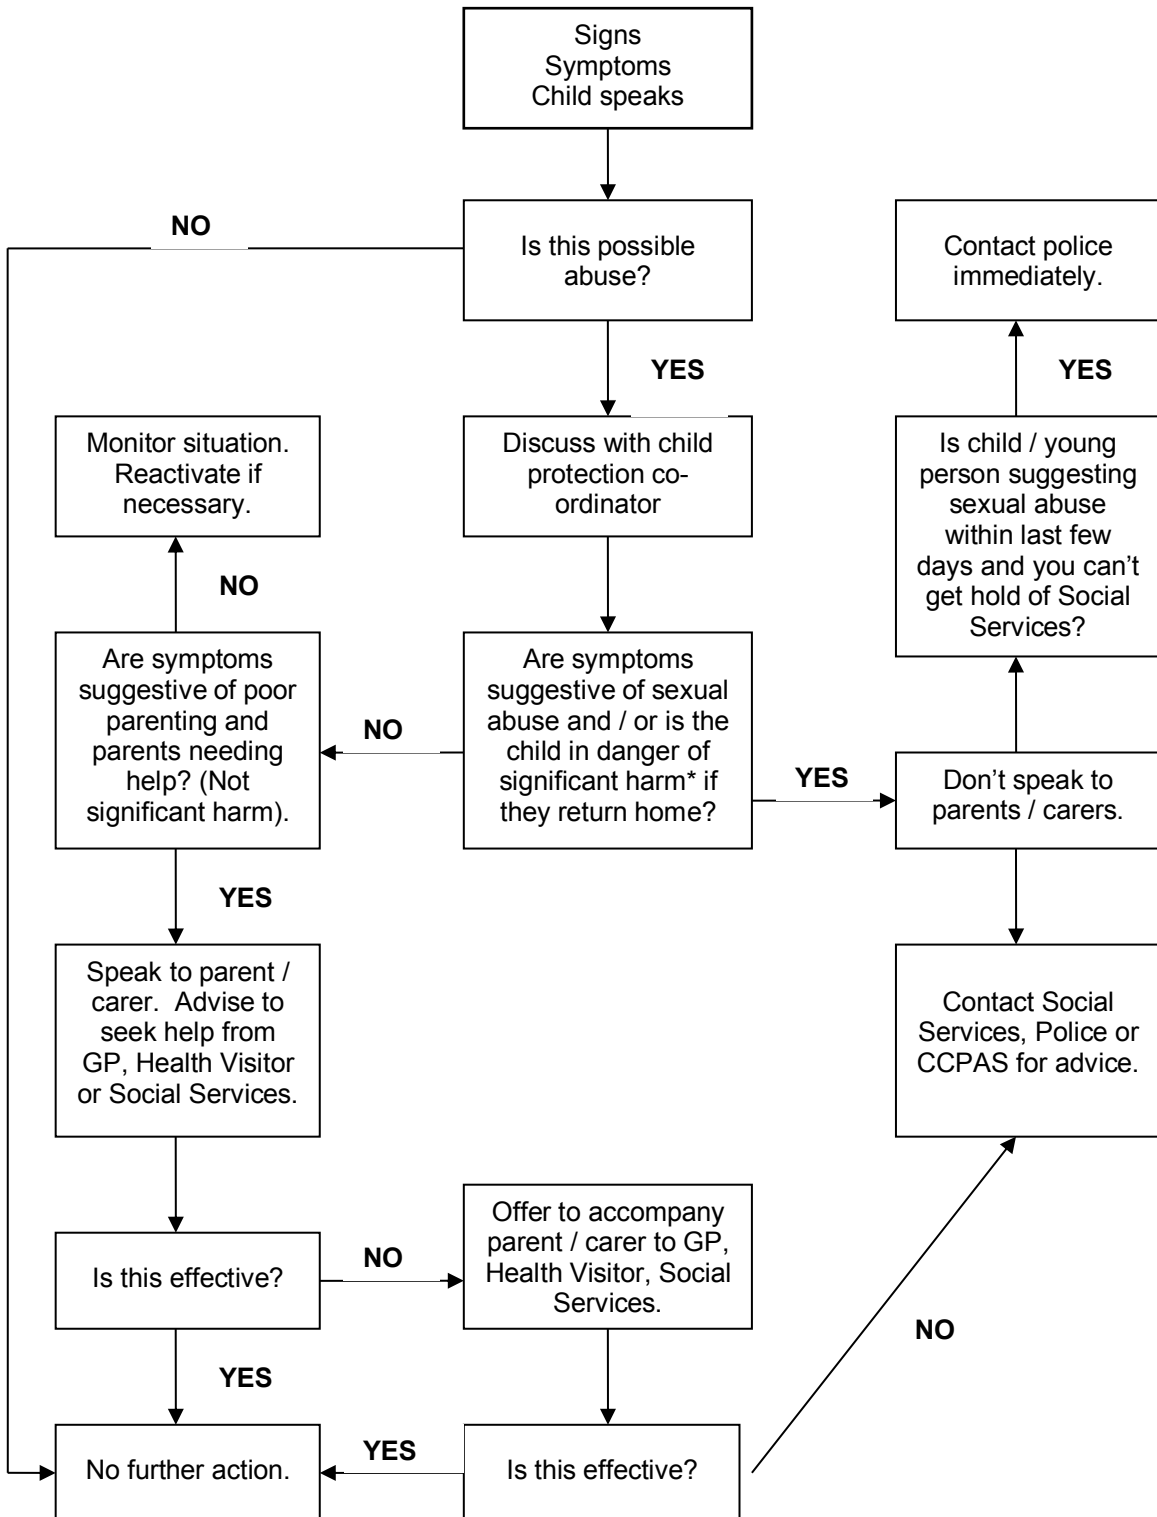 Signs
Symptoms
Child speaks
NO
Is this possible
abuse?
Contact police
immediately.
YES
YES
Monitor situation.
Reactivate if
necessary.
Discuss with child
protection co-
ordinator
Is child / young
person suggesting
sexual abuse
within last few
days and you can’t
get hold of Social
Services?
NO
Are symptoms
suggestive of poor
parenting and
parents needing
help? (Not
significant harm).
NO
Are symptoms
suggestive of sexual
abuse and / or is the
child in danger of
significant harm* if
they return home?
YES
Don’t speak to
parents / carers.
YES
Speak to parent /
carer. Advise to
seek help from
GP, Health Visitor
or Social Services.
Contact Social
Services, Police or
CCPAS for advice.
Is this effective?
NO
Offer to accompany
parent / carer to GP,
Health Visitor, Social
Services.
NO
YES
No further action.
YES
Is this effective?